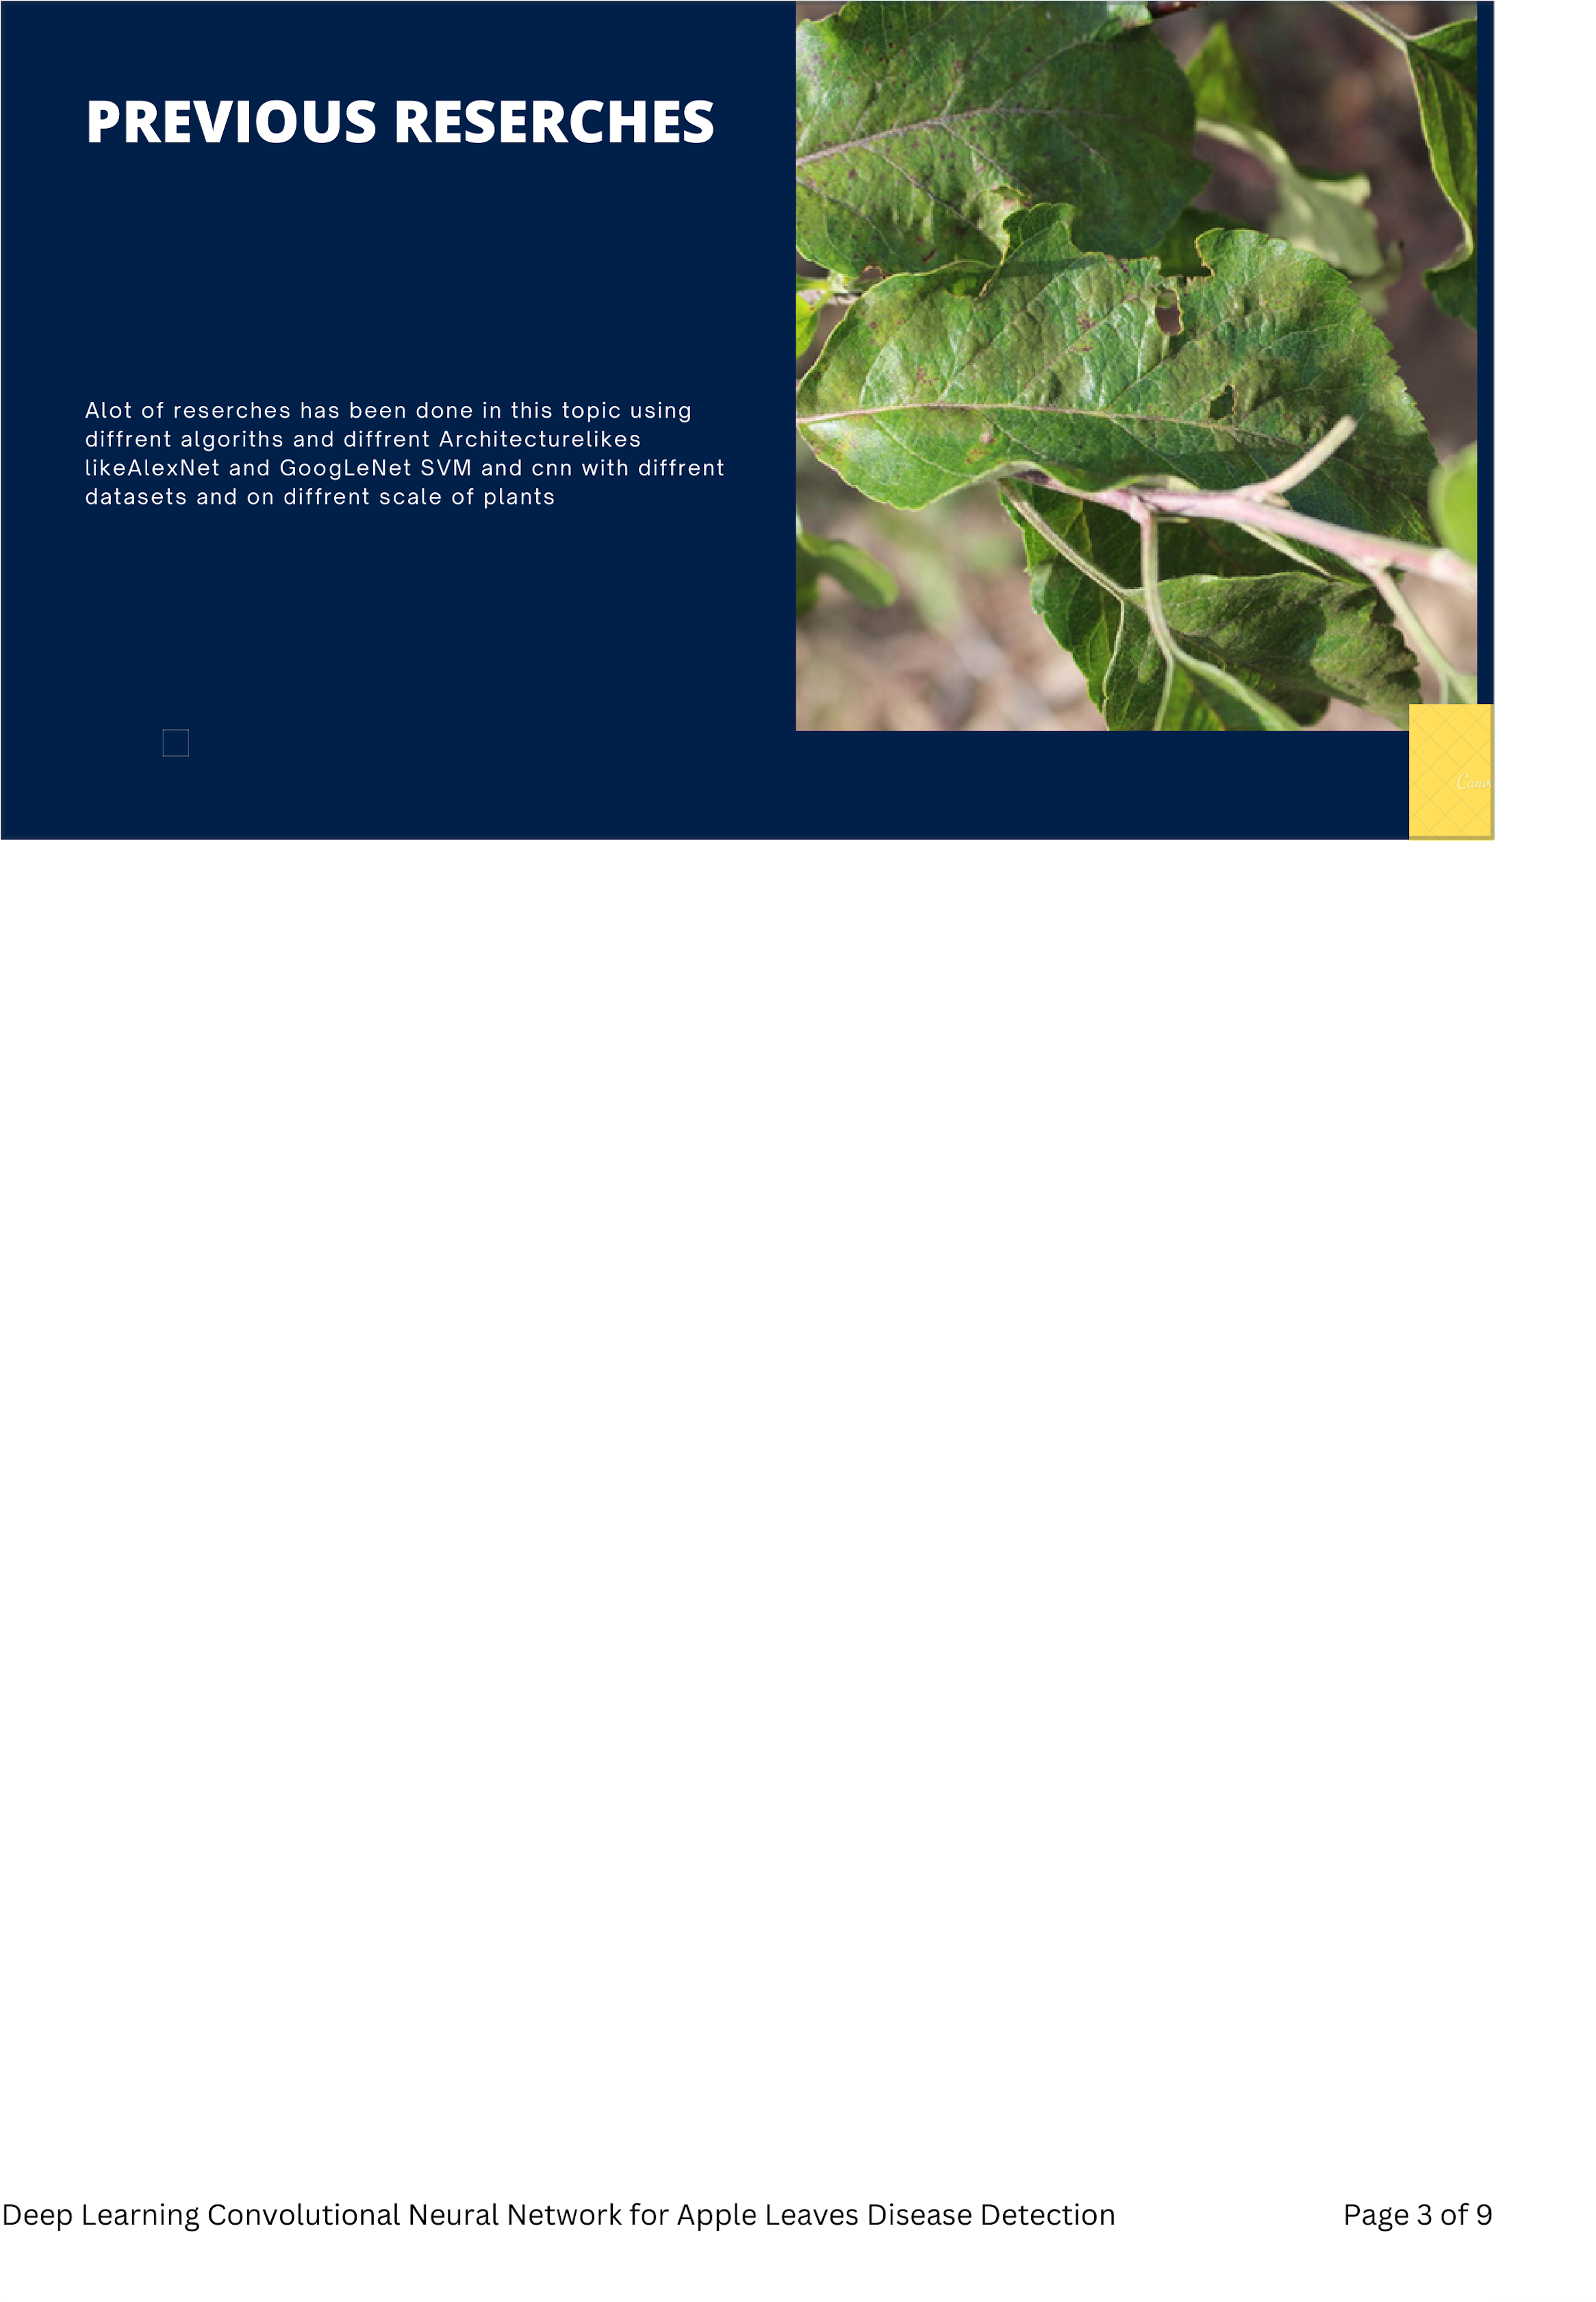 PREVIOUS RESERCHES
Alot of reserches has been done in this topic using
diffrent algoriths and diffrent Architecturelikes
likeAlexNet and GoogLeNet SVM and cnn with diffrent
datasets and on diffrent scale of plants
Deep Learning Convolutional Neural Network for Apple Leaves Disease Detection
Page 3 of 9